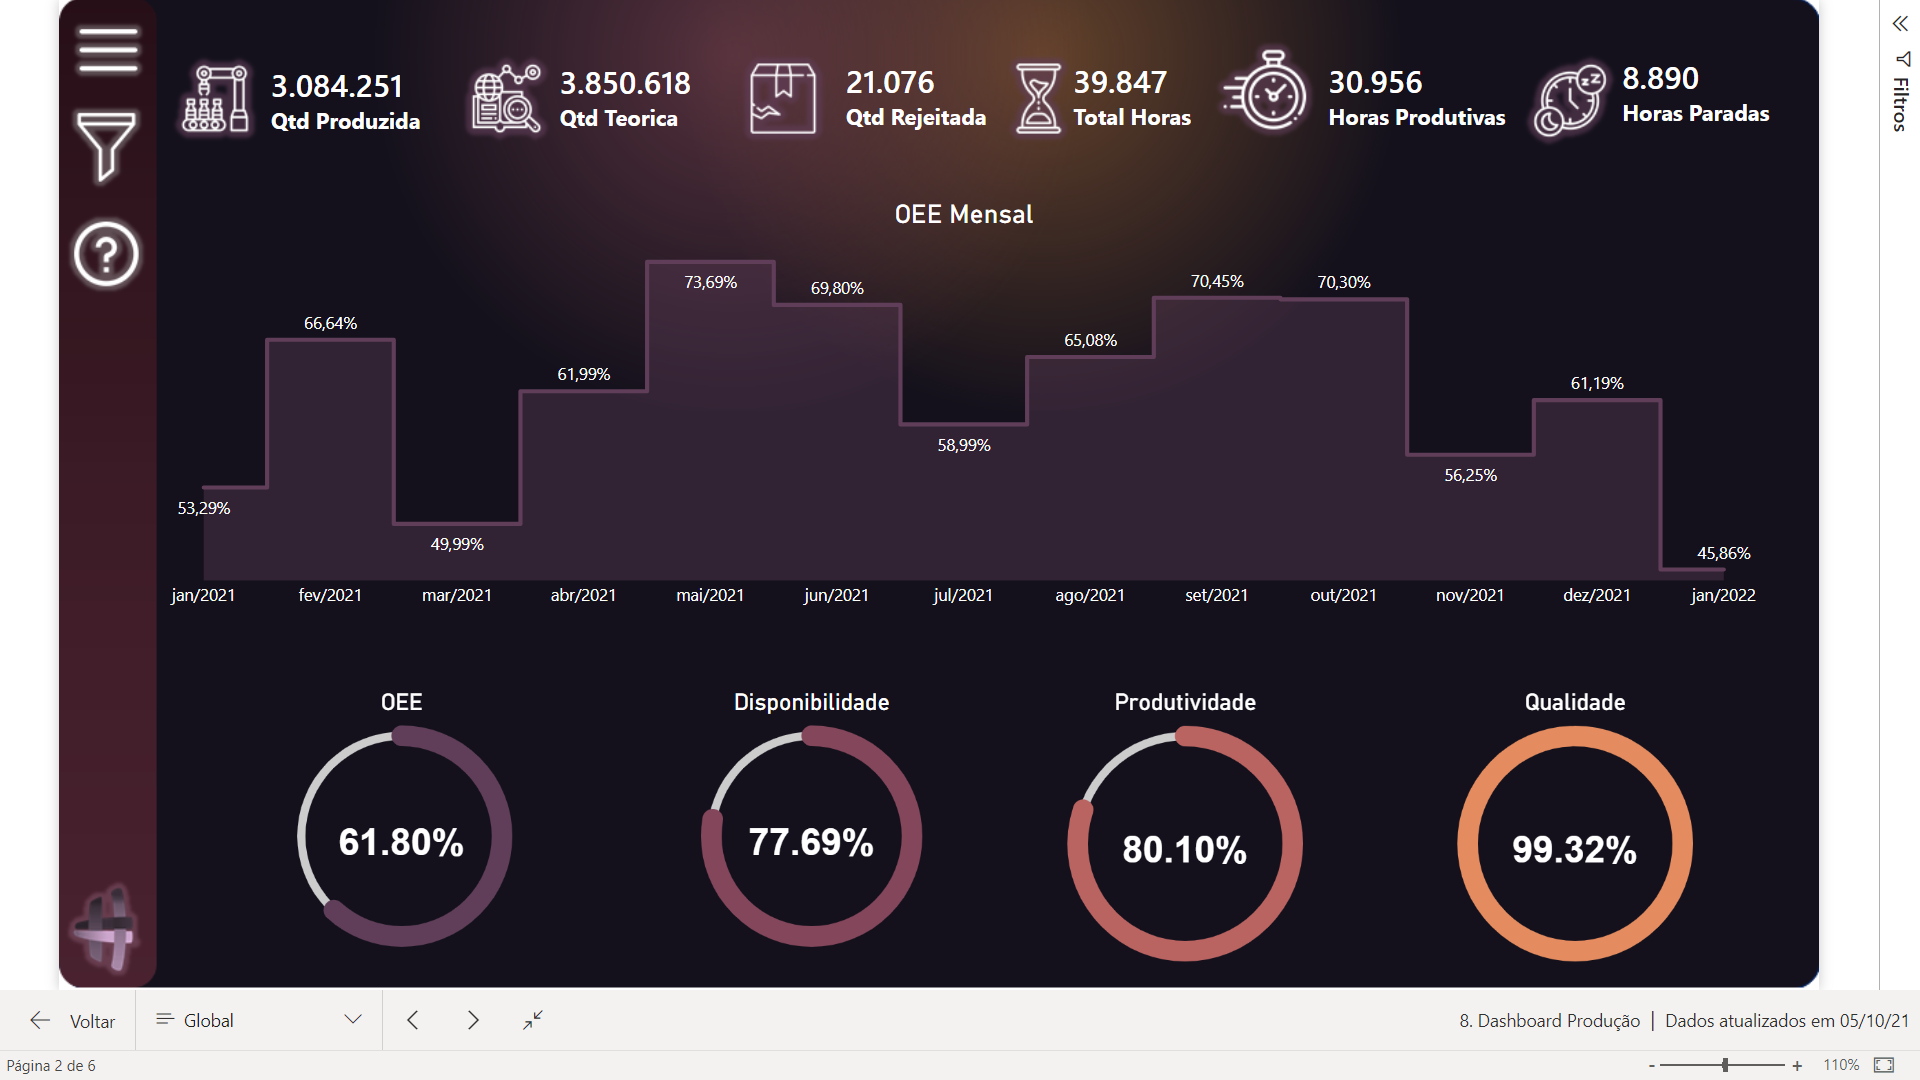 3.084.251
Qtd Produzida
3.850.618
Qtd Teorica
21.076
Qtd Rejeitada
39.847
Total Horas
30.956
Horas Produtivas
8.890
Horas Paradas
Filtros
OEE Mensal
53,29%
66,64%
49,99%
61,99%
73,69%
69,80%
58,99%
65,08%
70,45%
70,30%
56,25%
61,19%
45,86%
jan/2021 fev/2021 mar/2021 abr/2021 mai/2021 jun/2021 jul/2021 ago/2021 set/2021 out/2021 nov/2021 dez/2021 jan/2022
OEE
61.80%
Disponibilidade
77.69%
Produtividade
80.10%
Qualidade
99.32%
Voltar
Global
8. Dashboard Produção | Dados atualizados em 05/10/21
Página 2 de 6
- + 110%